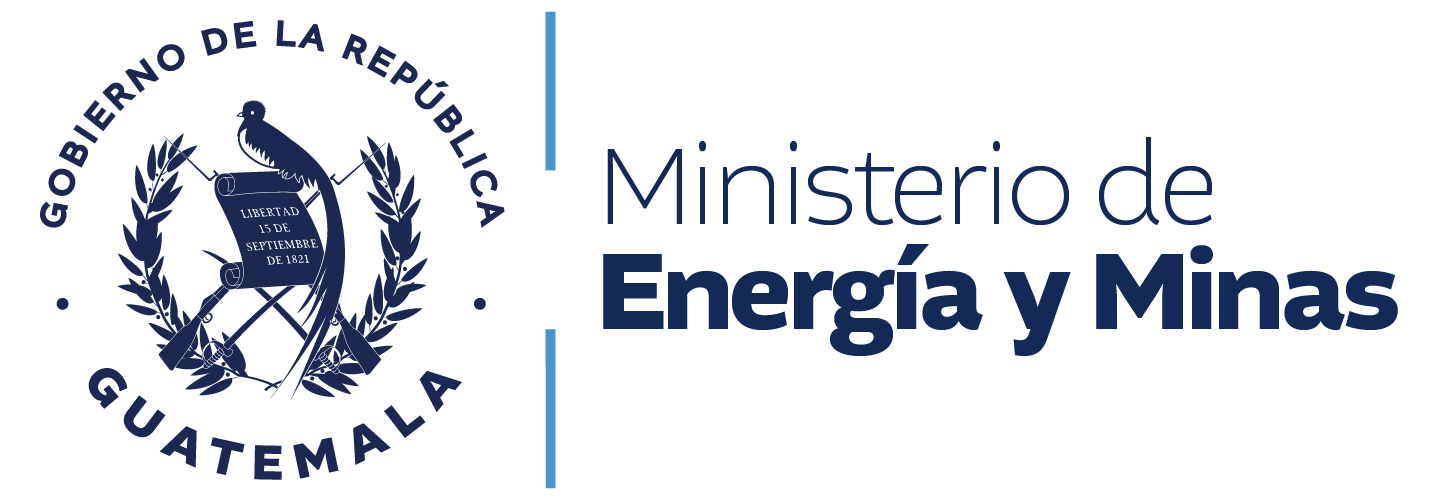 GOBIERNO DE LA REPÚBLICA
LIBERTAD
15 DE
SEPTIEMBRE
DE 1821
GUATEMALA
Ministerio de
Energía y Minas